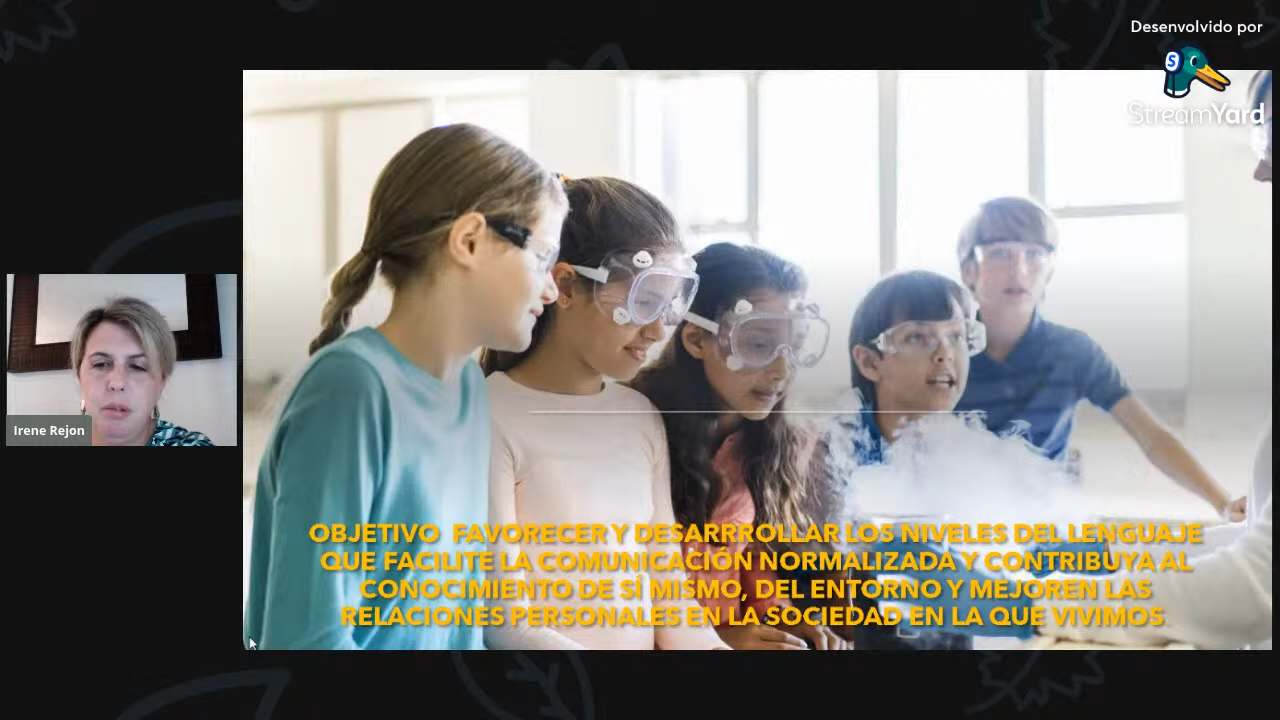 Desenvolvido por
StreamYard
Irene Rejon
OBJETIVO FAVORECER Y DESARRROLLAR LOS NIVELES DEL LENGUAJE
QUE FACILITE LA COMUNICACIÓN NORMALIZADA Y CONTRIBUYA AL
CONOCIMIENTO DE SÍ MISMO, DEL ENTORNO Y MEJOREN LAS
RELACIONES PERSONALES EN LA SOCIEDAD EN LA QUE VIVIMOS.